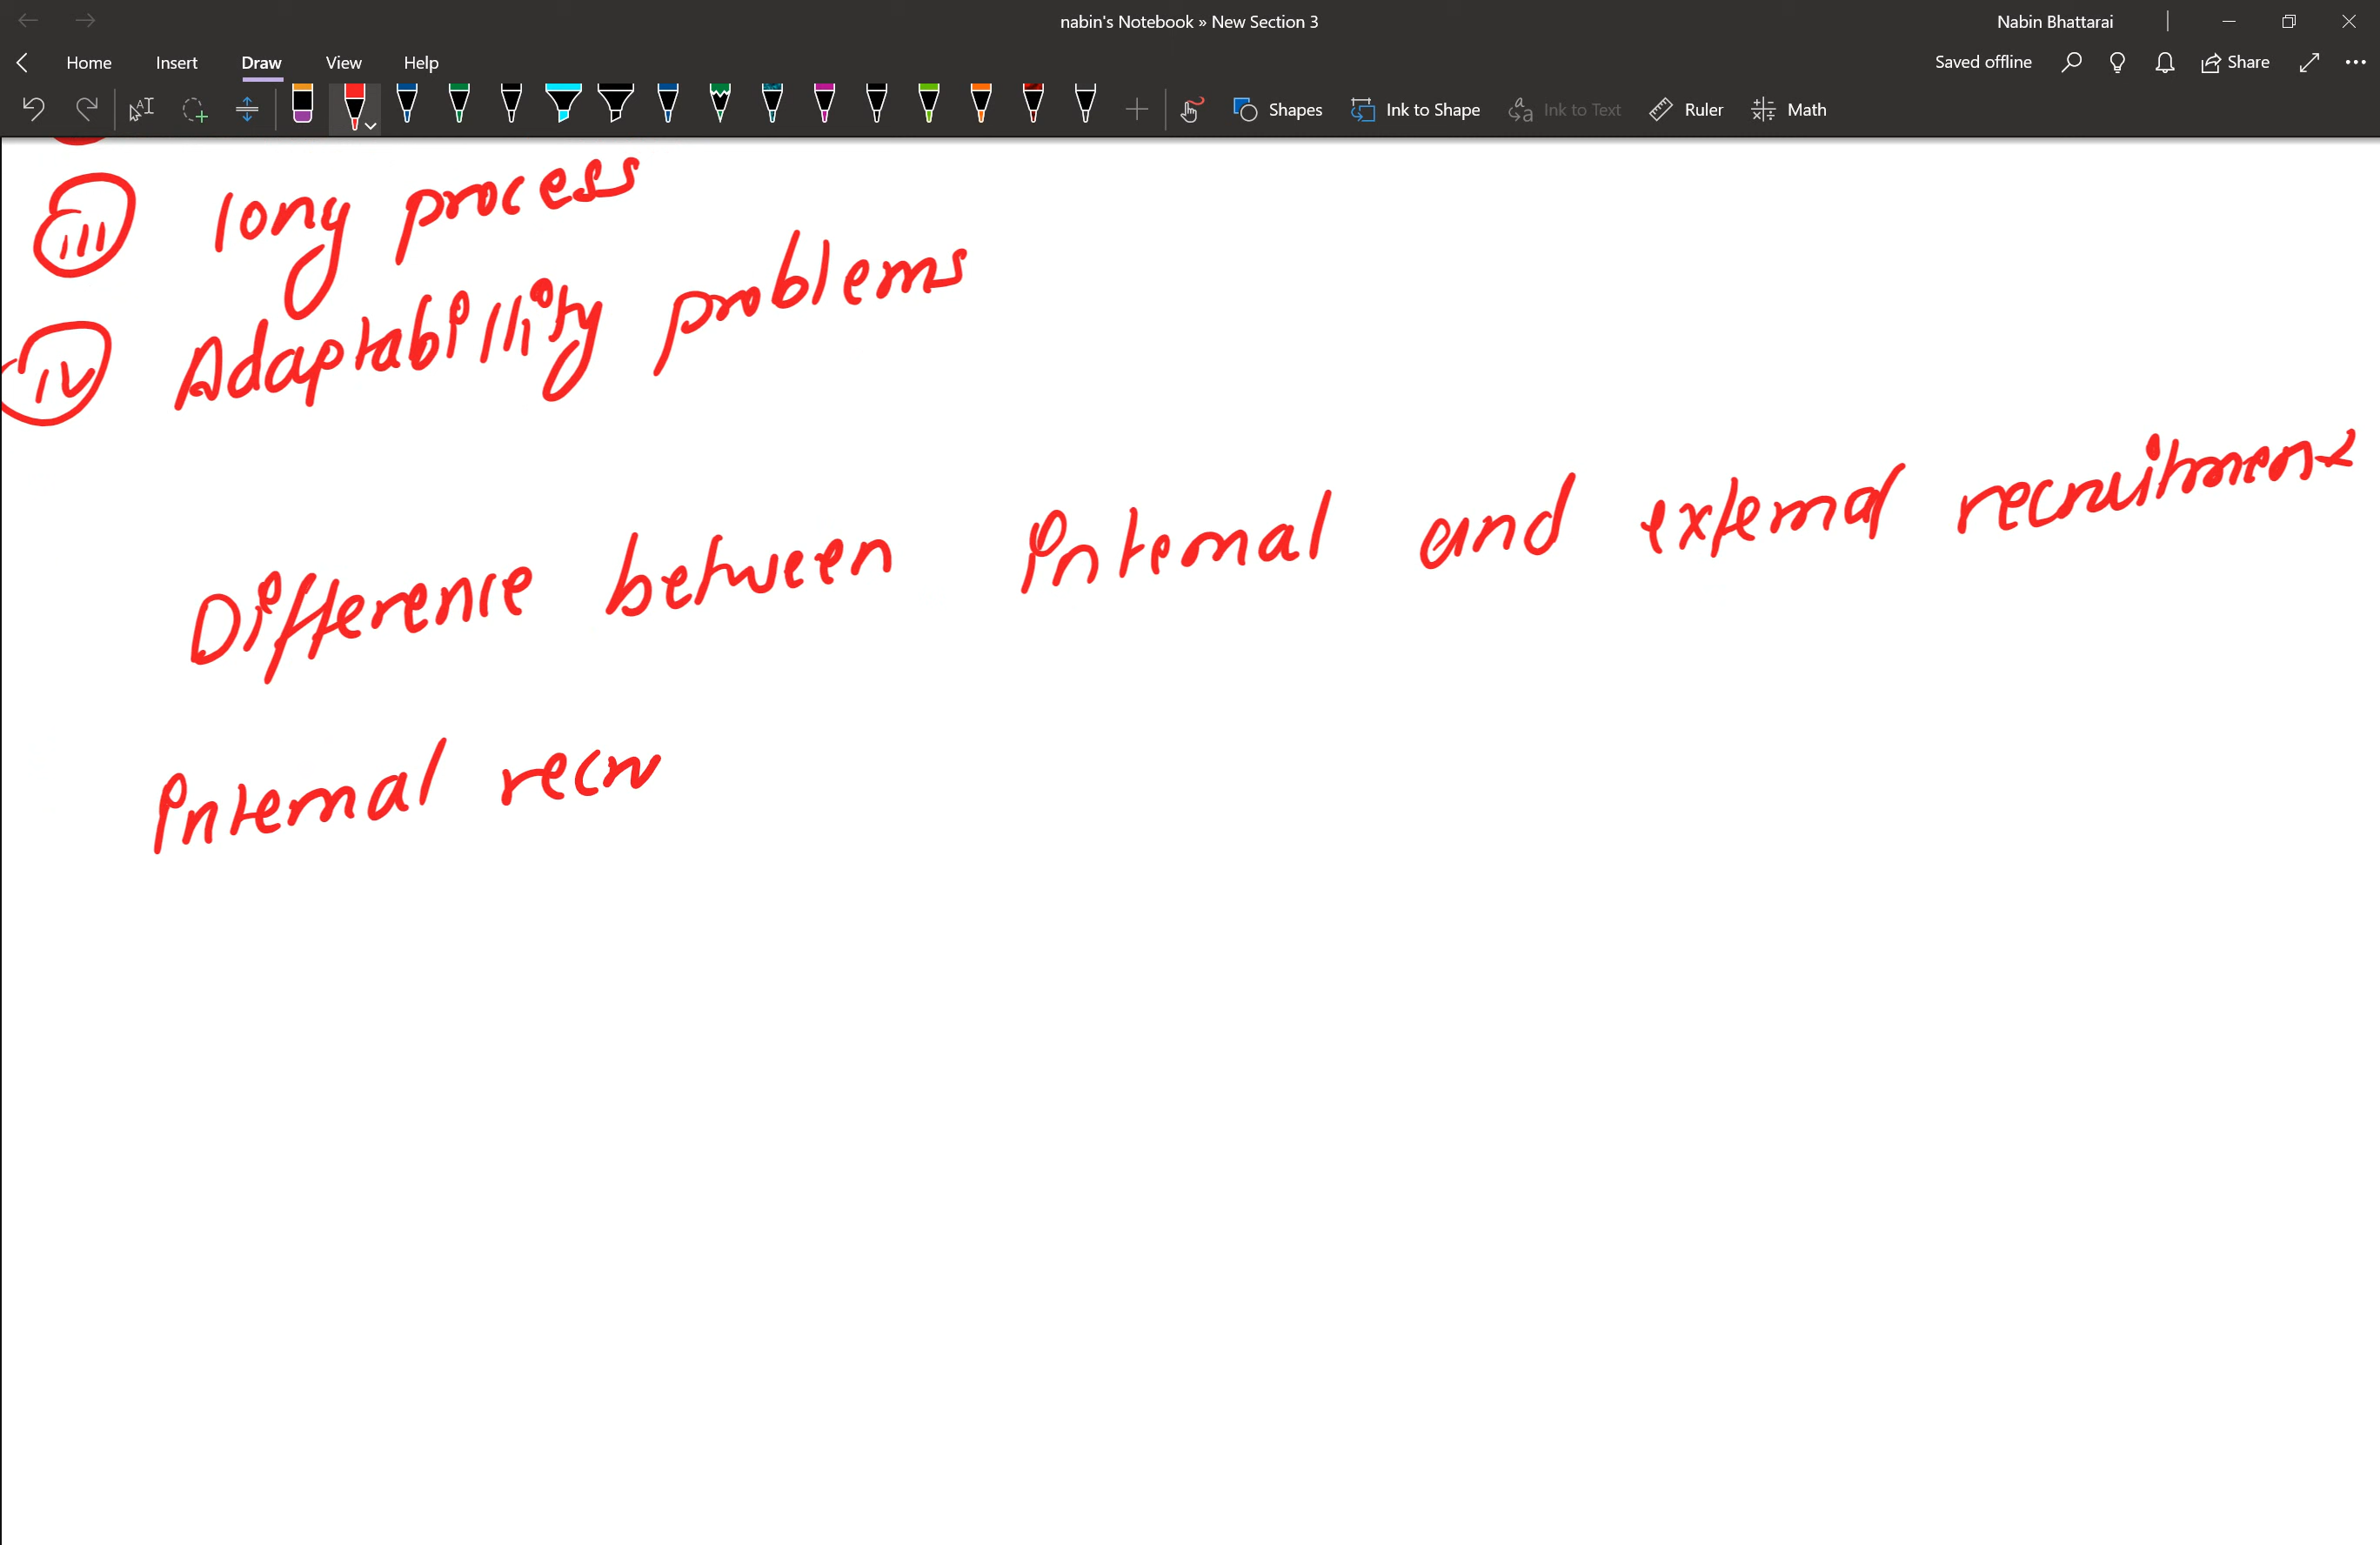 nabin's Notebook » New Section 3
Nabin Bhattarai
Home Insert Draw View Help
Saved offline
Share
Shapes Ink to Shape Ink to Text Ruler Math
iii long process
iv Adaptability problems
Difference between Internal and external recruitment
Internal recru